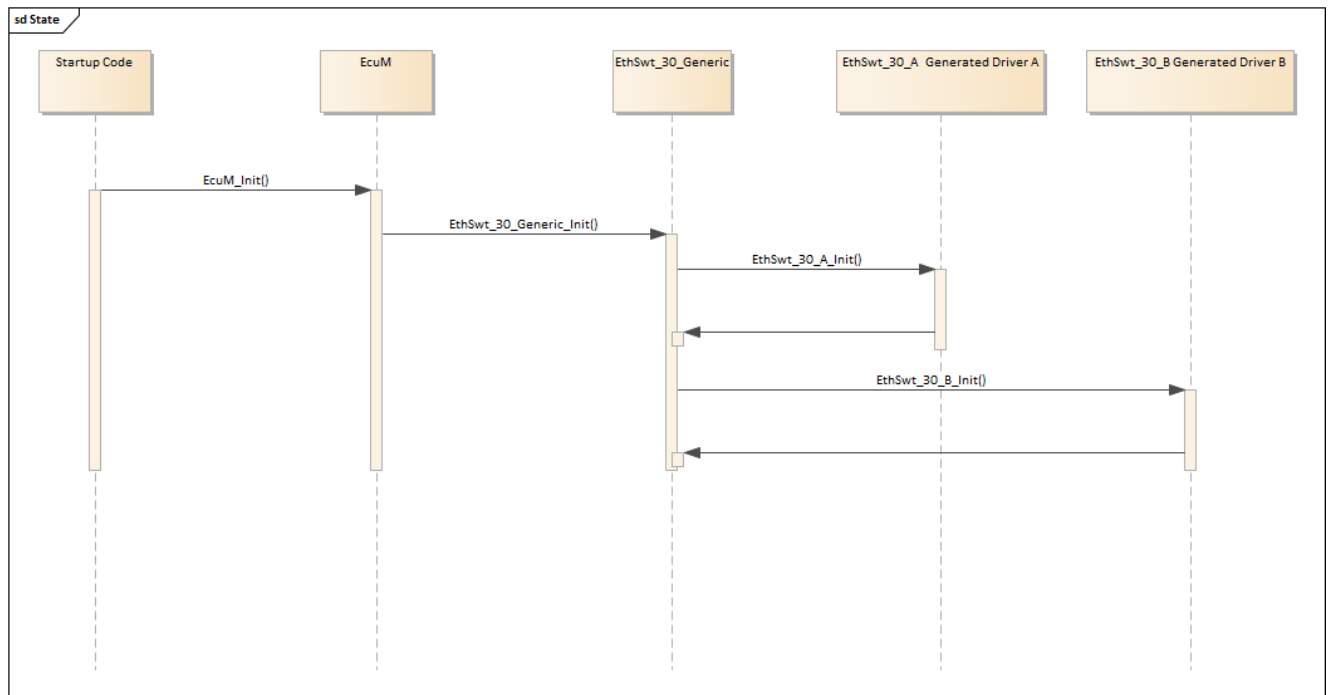 sd State
Startup Code
EcuM
EthSwt_30_Generic
EthSwt_30_A Generated Driver A
EthSwt_30_B Generated Driver B
EcuM_Init()
EthSwt_30_Generic_Init()
EthSwt_30_A_Init()
EthSwt_30_B_Init()